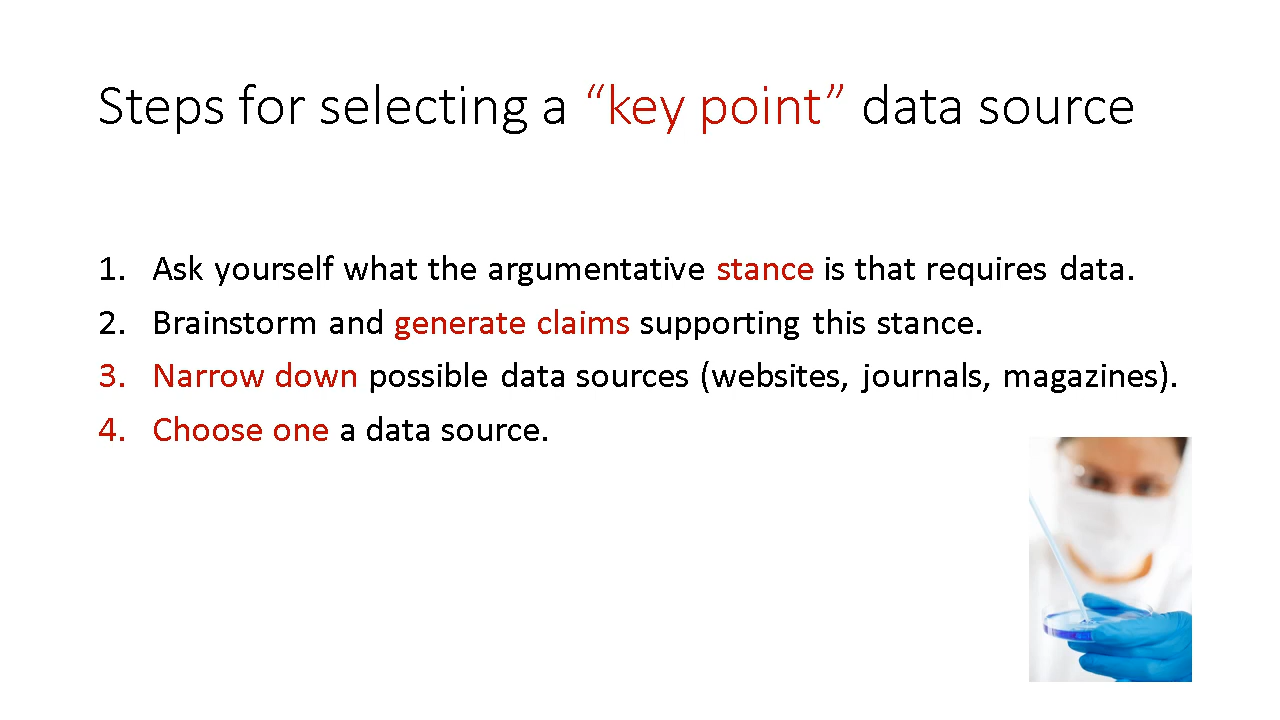 Steps for selecting a “key point” data source
1. Ask yourself what the argumentative stance is that requires data.
2. Brainstorm and generate claims supporting this stance.
3. Narrow down possible data sources (websites, journals, magazines).
4. Choose one a data source.